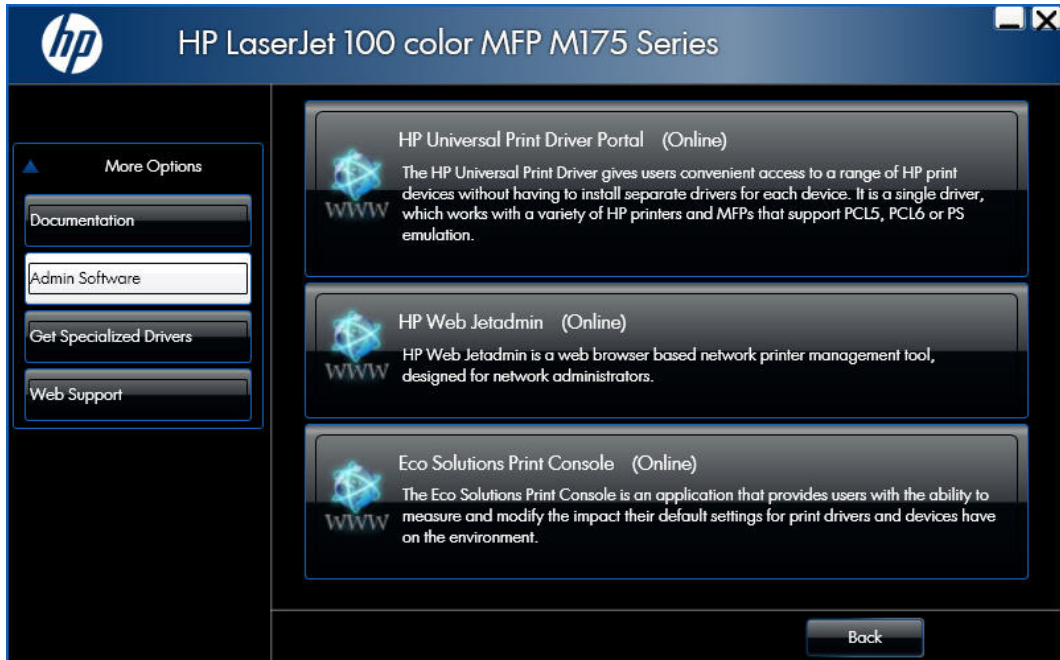 hp
HP LaserJet 100 color MFP M175 Series
More Options
Documentation
Admin Software
Get Specialized Drivers
Web Support
HP Universal Print Driver Portal (Online)
The HP Universal Print Driver gives users convenient access to a range of HP print
devices without having to install separate drivers for each device. It is a single driver,
which works with a variety of HP printers and MFPs that support PCL5, PCL6 or PS
emulation.
WWW
HP Web Jetadmin (Online)
HP Web Jetadmin is a web browser based network printer management tool,
designed for network administrators.
WWW
Eco Solutions Print Console (Online)
The Eco Solutions Print Console is an application that provides users with the ability to
measure and modify the impact their default settings for print drivers and devices have
on the environment.
WWW
Back